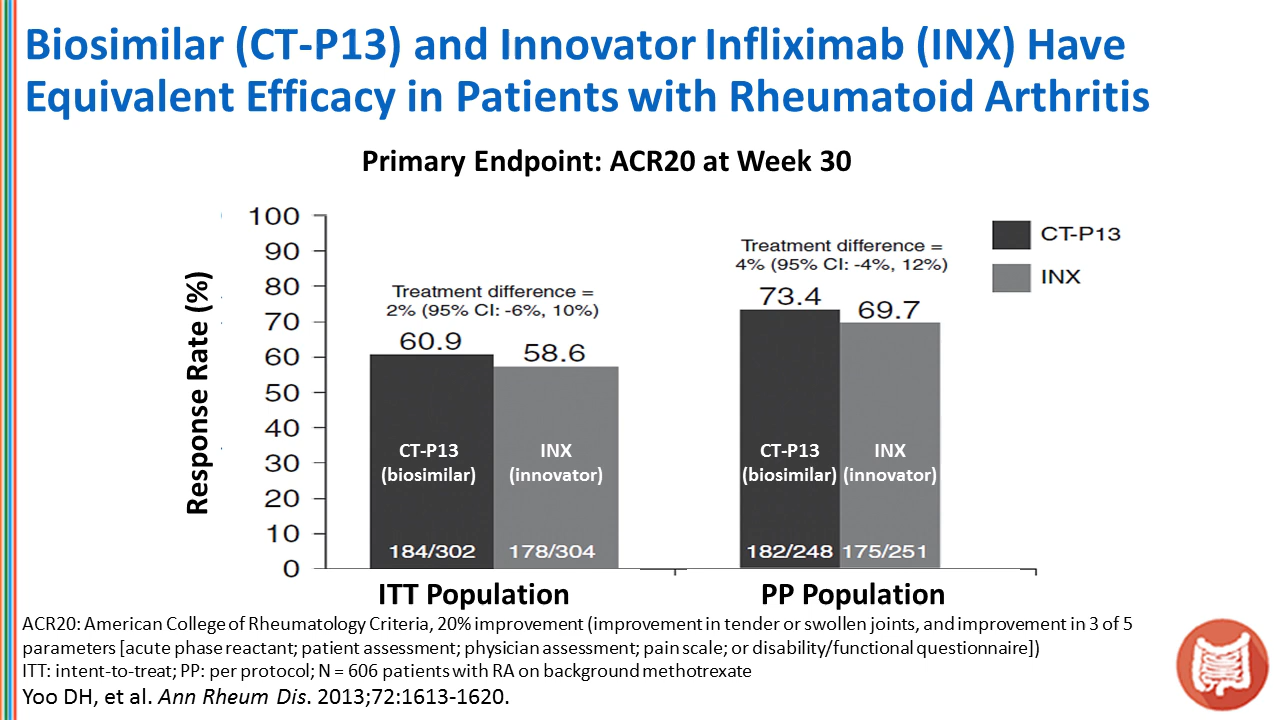 Biosimilar (CT-P13) and Innovator Infliximab (INX) Have
Equivalent Efficacy in Patients with Rheumatoid Arthritis
Primary Endpoint: ACR20 at Week 30
Response Rate (%)
100
90
80
70
60
50
40
30
20
10
0
Treatment difference =
2% (95% CI: -6%, 10%)
60.9
58.6
CT-P13
(biosimilar)
INX
(innovator)
184/302
178/304
ITT Population
Treatment difference =
4% (95% CI: -4%, 12%)
73.4
69.7
CT-P13
(biosimilar)
INX
(innovator)
182/248
175/251
PP Population
CT-P13
INX
ACR20: American College of Rheumatology Criteria, 20% improvement (improvement in tender or swollen joints, and improvement in 3 of 5
parameters [acute phase reactant; patient assessment; physician assessment; pain scale; or disability/functional questionnaire])
ITT: intent-to-treat; PP: per protocol; N = 606 patients with RA on background methotrexate
Yoo DH, et al. Ann Rheum Dis. 2013;72:1613-1620.